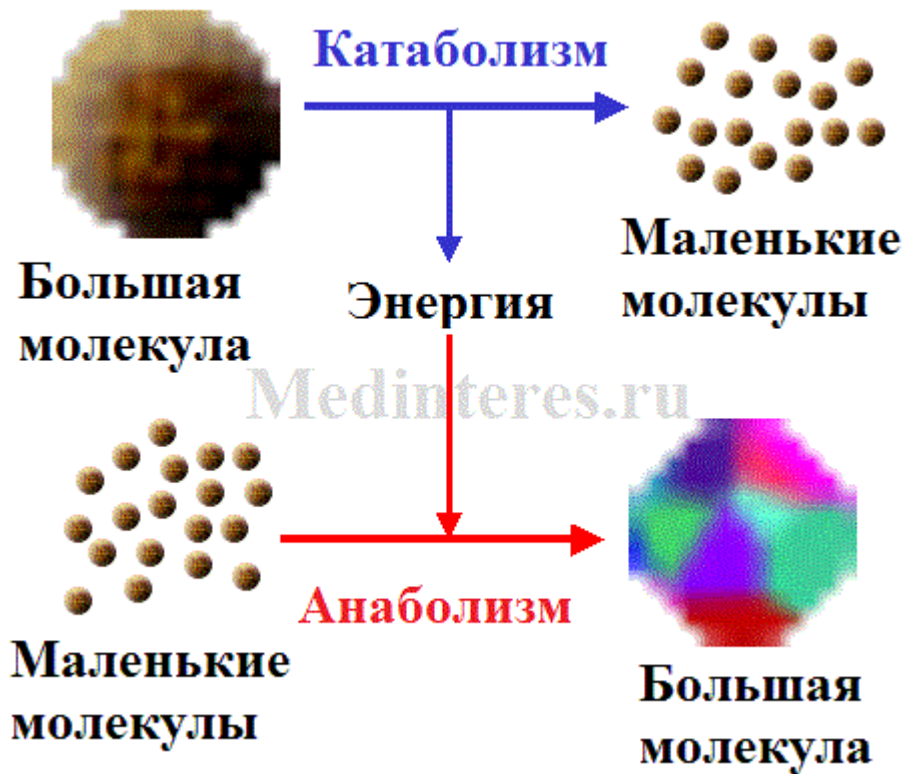 Катаболизм
Большая
молекула
Энергия
Маленькие
молекулы
Medinteres.ru
Маленькие
молекулы
Анаболизм
Большая
молекула